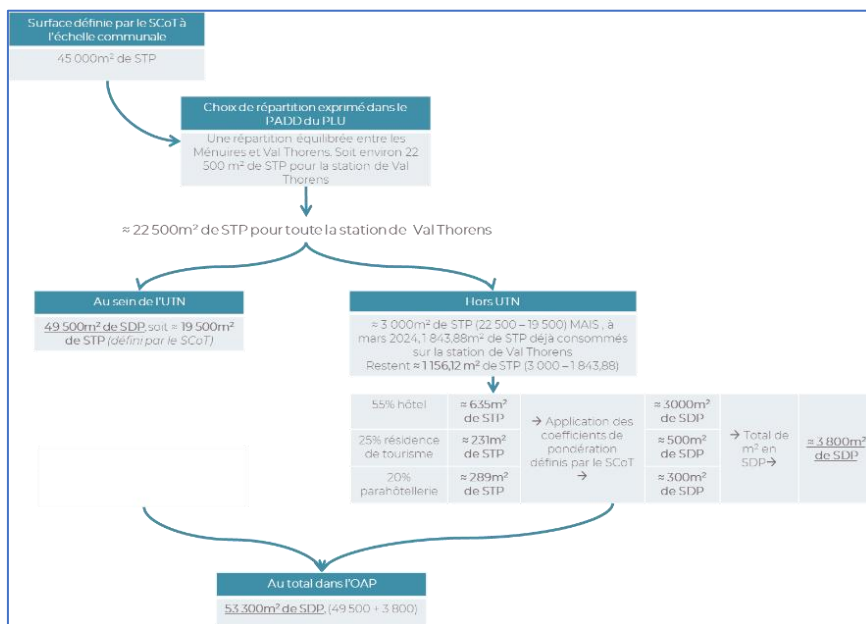 Surface définie par le SCoT à
l'échelle communale
45 000m² de STP
Choix de répartition exprimé dans le
PADD du PLU
Une répartition équilibrée entre les
Ménuires et Val Thorens. Soit environ 22
500 m² de STP pour la station de Val
Thorens
≈ 22 500m² de STP pour toute la station de Val Thorens
Au sein de l'UTN
49 500m² de SDP, soit ≈ 19 500m²
de STP (défini par le SCoT)
Hors UTN
≈ 3 000m² de STP (22 500 – 19 500) MAIS , à
mars 2024, 1 843,88m² de STP déjà consommés
sur la station de Val Thorens
Restent ≈ 1 156,12 m² de STP (3 000 – 1 843,88)
55% hôtel
≈ 635m²
de STP
→ Application des
coefficients de
pondération
définis par le SCoT
→
≈ 3000m²
de SDP
→ Total de
m² en
SDP→
≈ 3 800m²
de SDP
25% résidence
de tourisme
≈ 231m²
de STP
≈ 500m²
de SDP
20%
parahôtellerie
≈ 289m²
de STP
≈ 300m²
de SDP
Au total dans l'OAP
53 300m² de SDP, (49 500 + 3 800)